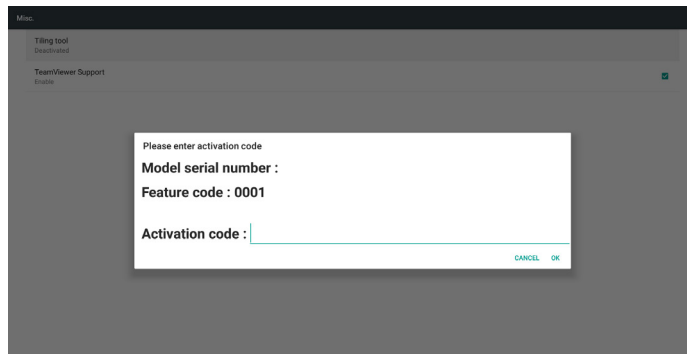 Misc.
Tiling tool
Deactivated
TeamViewer Support
Enable
Please enter activation code
Model serial number :
Feature code : 0001
Activation code :
CANCEL OK